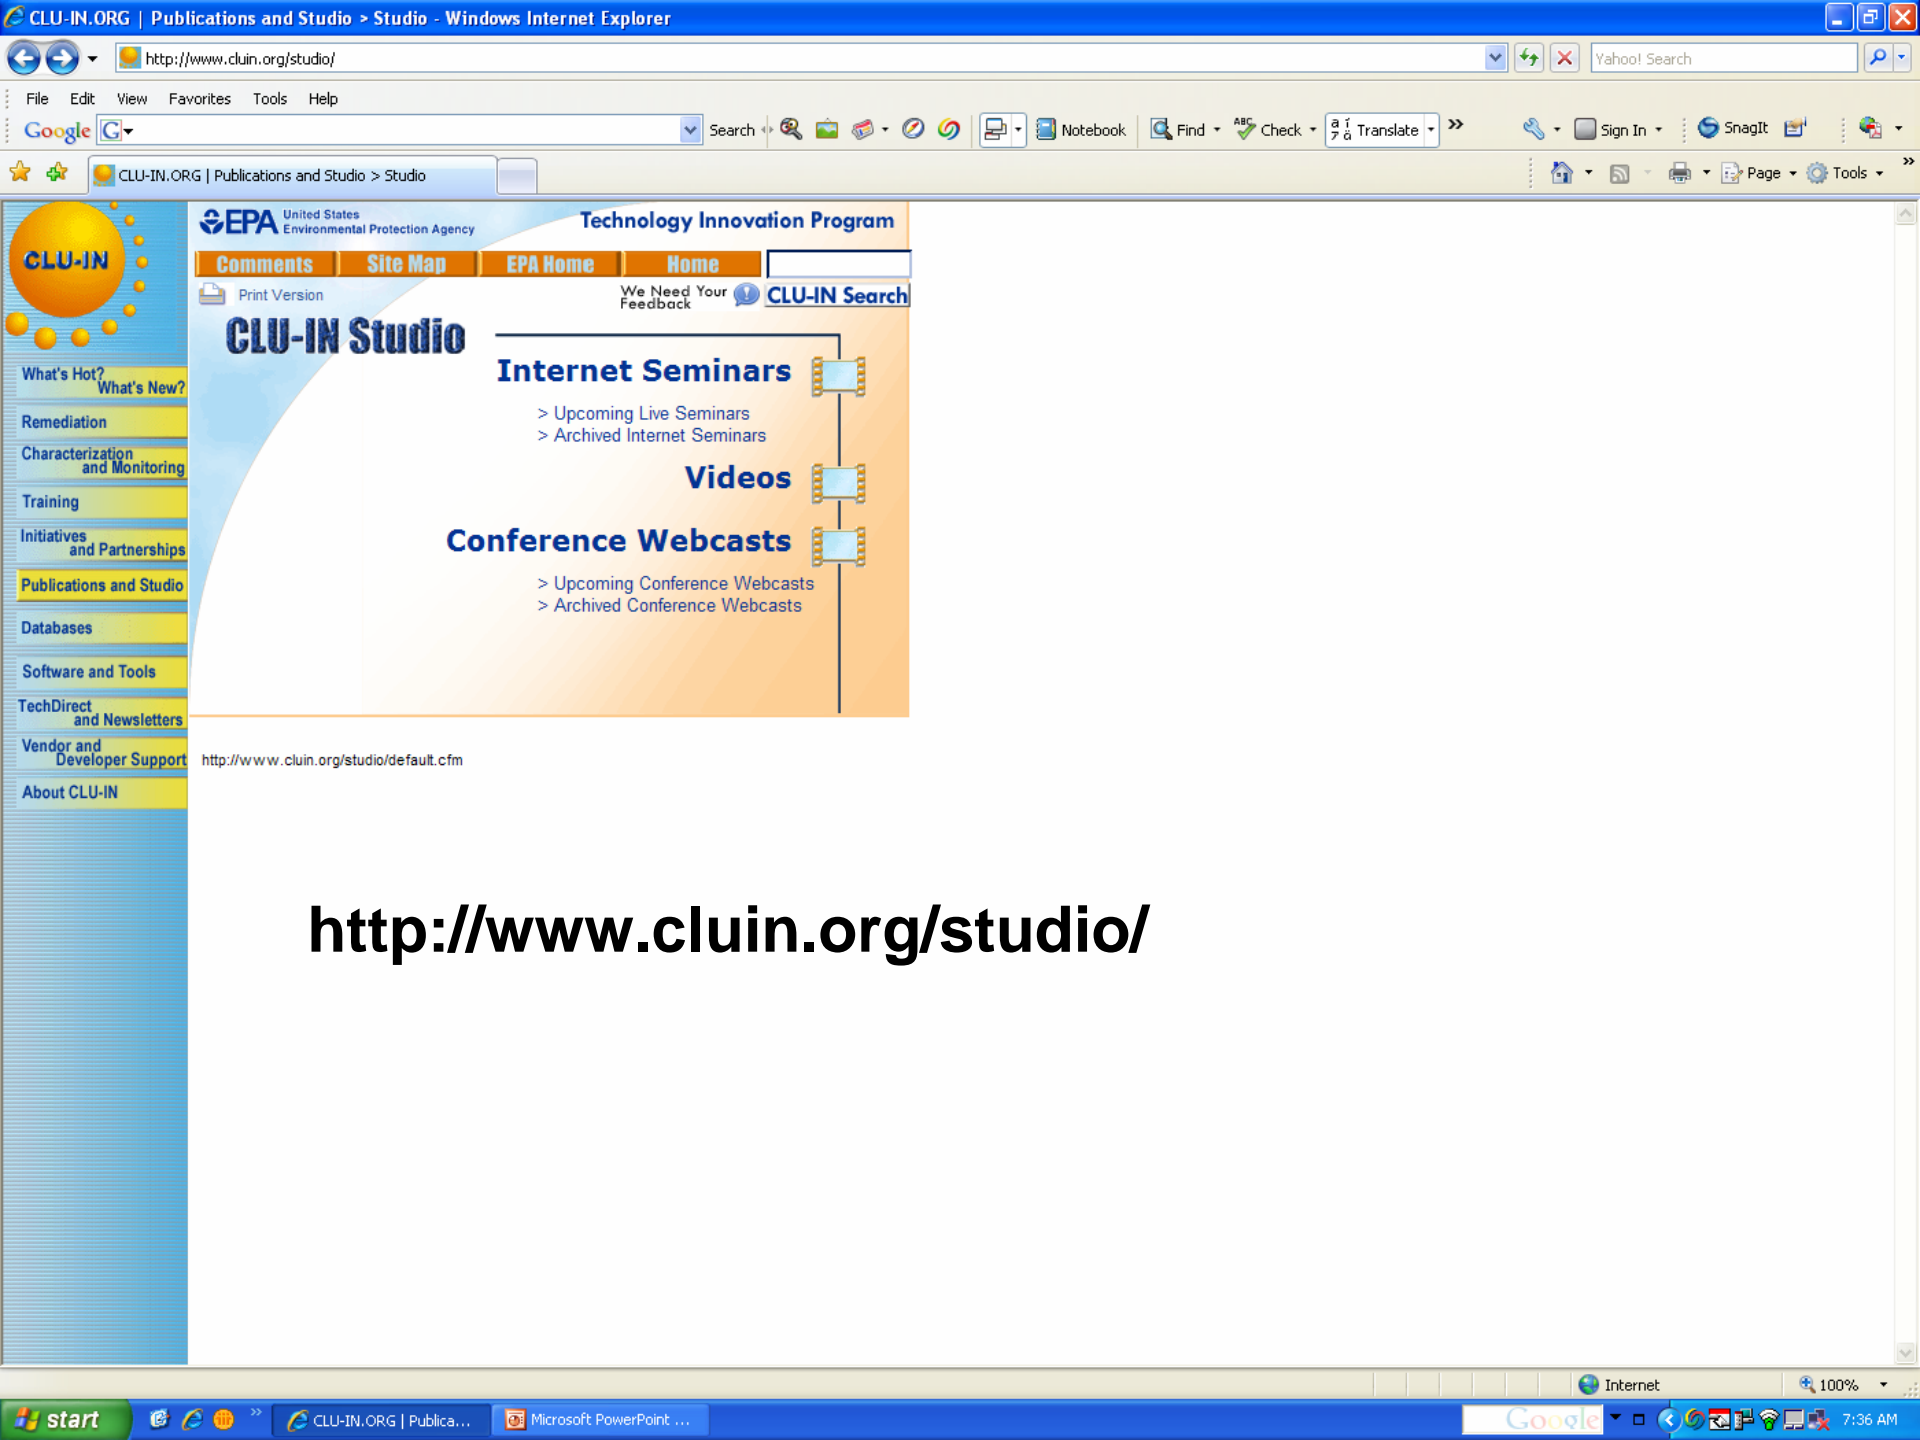 CLU-IN.ORG | Publications and Studio > Studio - Windows Internet Explorer
http://www.cluin.org/studio/
Yahoo! Search
File Edit View Favorites Tools Help
Google G Search Notebook Find ABC Check Translate » Sign In SnagIt
CLU-IN.ORG | Publications and Studio > Studio
Page Tools »
CLU-IN
EPA United States
Environmental Protection Agency
Technology Innovation Program
Comments Site Map EPA Home Home
Print Version
We Need Your
Feedback
CLU-IN Search
CLU-IN Studio
Internet Seminars
> Upcoming Live Seminars
> Archived Internet Seminars
Videos
Conference Webcasts
> Upcoming Conference Webcasts
> Archived Conference Webcasts
What's Hot?
What's New?
Remediation
Characterization
and Monitoring
Training
Initiatives
and Partnerships
Publications and Studio
Databases
Software and Tools
TechDirect
and Newsletters
Vendor and
Developer Support
About CLU-IN
http://www.cluin.org/studio/default.cfm
http://www.cluin.org/studio/
Internet 100%
start » CLU-IN.ORG | Publica... Microsoft PowerPoint ... Google 7:36 AM